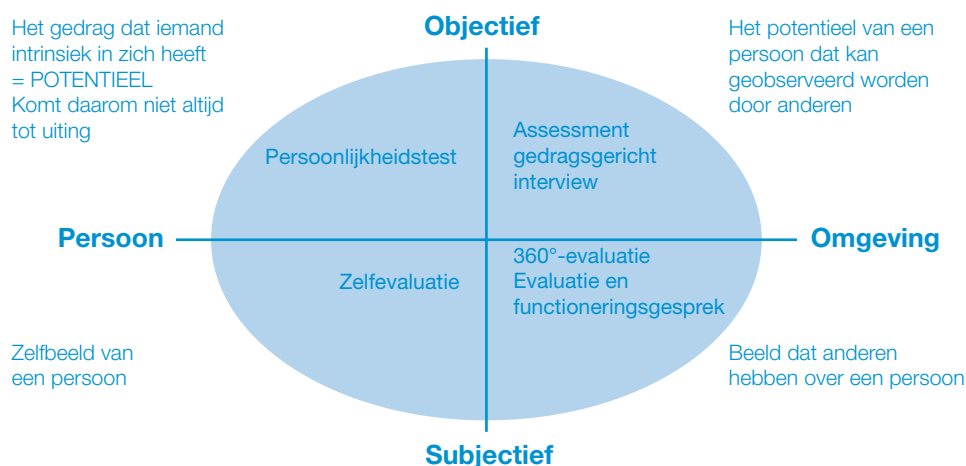 Het gedrag dat iemand
intrinsiek in zich heeft
= POTENTIEEL
Komt daarom niet altijd
tot uiting
Objectief
Het potentieel van een
persoon dat kan
geobserveerd worden
door anderen
Persoonlijkheidstest
Assessment
gedragsgericht
interview
Persoon
Omgeving
Zelfevaluatie
360°-evaluatie
Evaluatie en
functioneringsgesprek
Zelfbeeld van
een persoon
Beeld dat anderen
hebben over een persoon
Subjectief